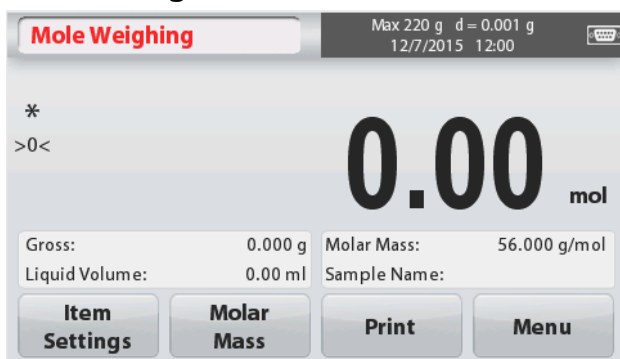 Mole Weighing
Max 220 g d = 0.001 g
12/7/2015 12:00
*
>0<
0.00 mol
Gross: 0.000 g
Liquid Volume: 0.00 ml
Molar Mass: 56.000 g/mol
Sample Name:
Item Settings
Molar Mass
Print
Menu